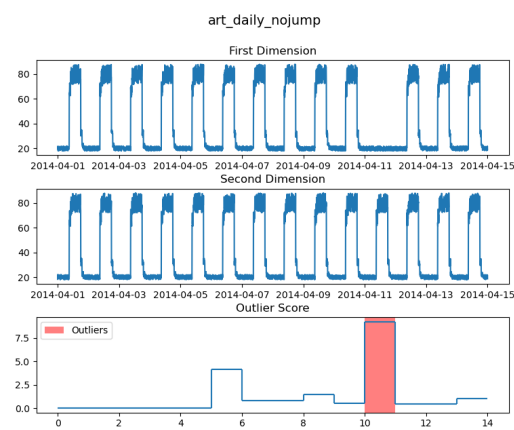 art_daily_nojump
First Dimension
80
60
40
20
2014-04-01 2014-04-03 2014-04-05 2014-04-07 2014-04-09 2014-04-11 2014-04-13 2014-04-15
Second Dimension
80
60
40
20
2014-04-01 2014-04-03 2014-04-05 2014-04-07 2014-04-09 2014-04-11 2014-04-13 2014-04-15
Outlier Score
Outliers
7.5
5.0
2.5
0.0
0 2 4 6 8 10 12 14